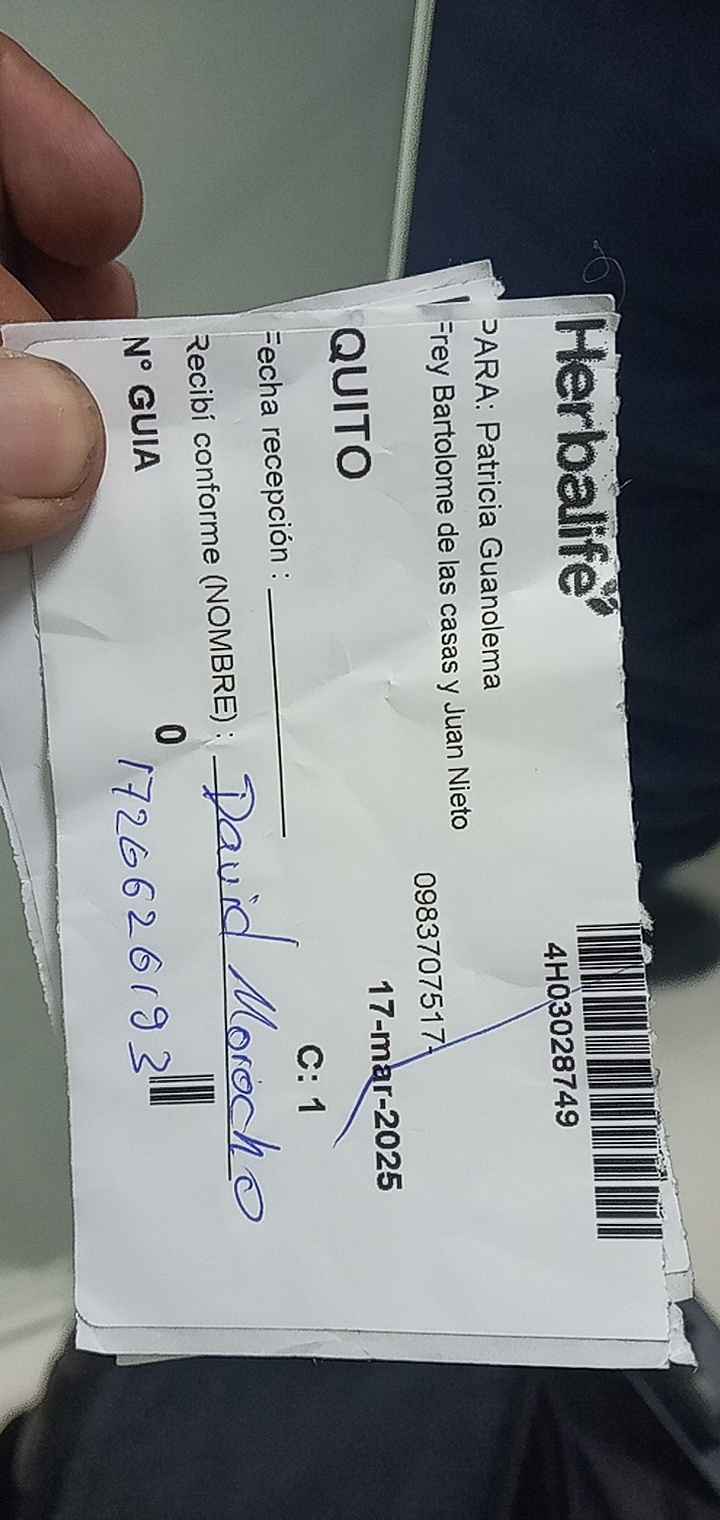 Herbalife
4H03028749
PARA: Patricia Guanolema
Frey Bartolome de las casas y Juan Nieto
0983707517-
QUITO
17-mar-2025
Fecha recepción :
C: 1
Recibí conforme (NOMBRE) : David Morocho
N° GUIA 0
1726626193